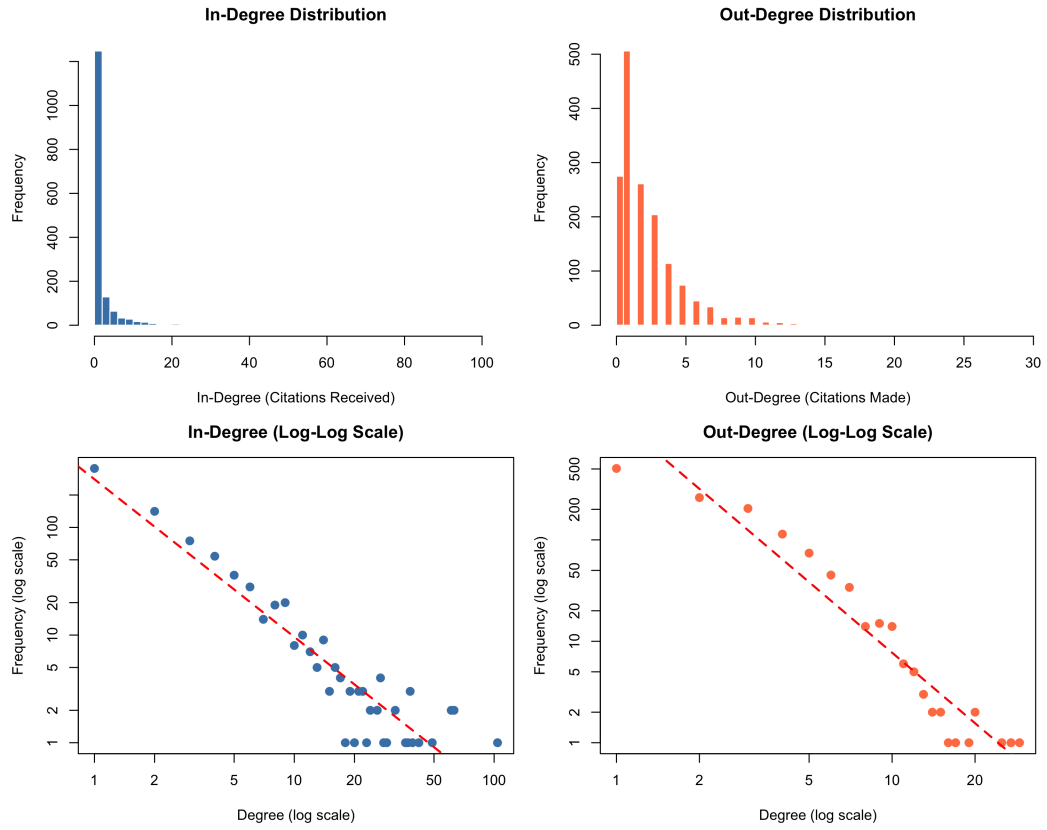 In-Degree Distribution
Frequency
0
200
400
600
800
1000
0 20 40 60 80 100
In-Degree (Citations Received)
Out-Degree Distribution
Frequency
0
100
200
300
400
500
0 5 10 15 20 25 30
Out-Degree (Citations Made)
In-Degree (Log-Log Scale)
Frequency (log scale)
1
2
5
10
20
50
100
1 2 5 10 20 50 100
Degree (log scale)
Out-Degree (Log-Log Scale)
Frequency (log scale)
1
2
5
10
20
50
200
500
1 2 5 10 20
Degree (log scale)